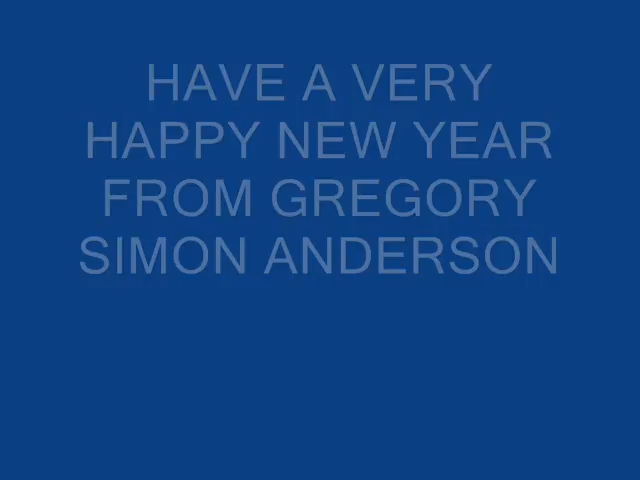 HAVE A VERY
HAPPY NEW YEAR
FROM GREGORY
SIMON ANDERSON